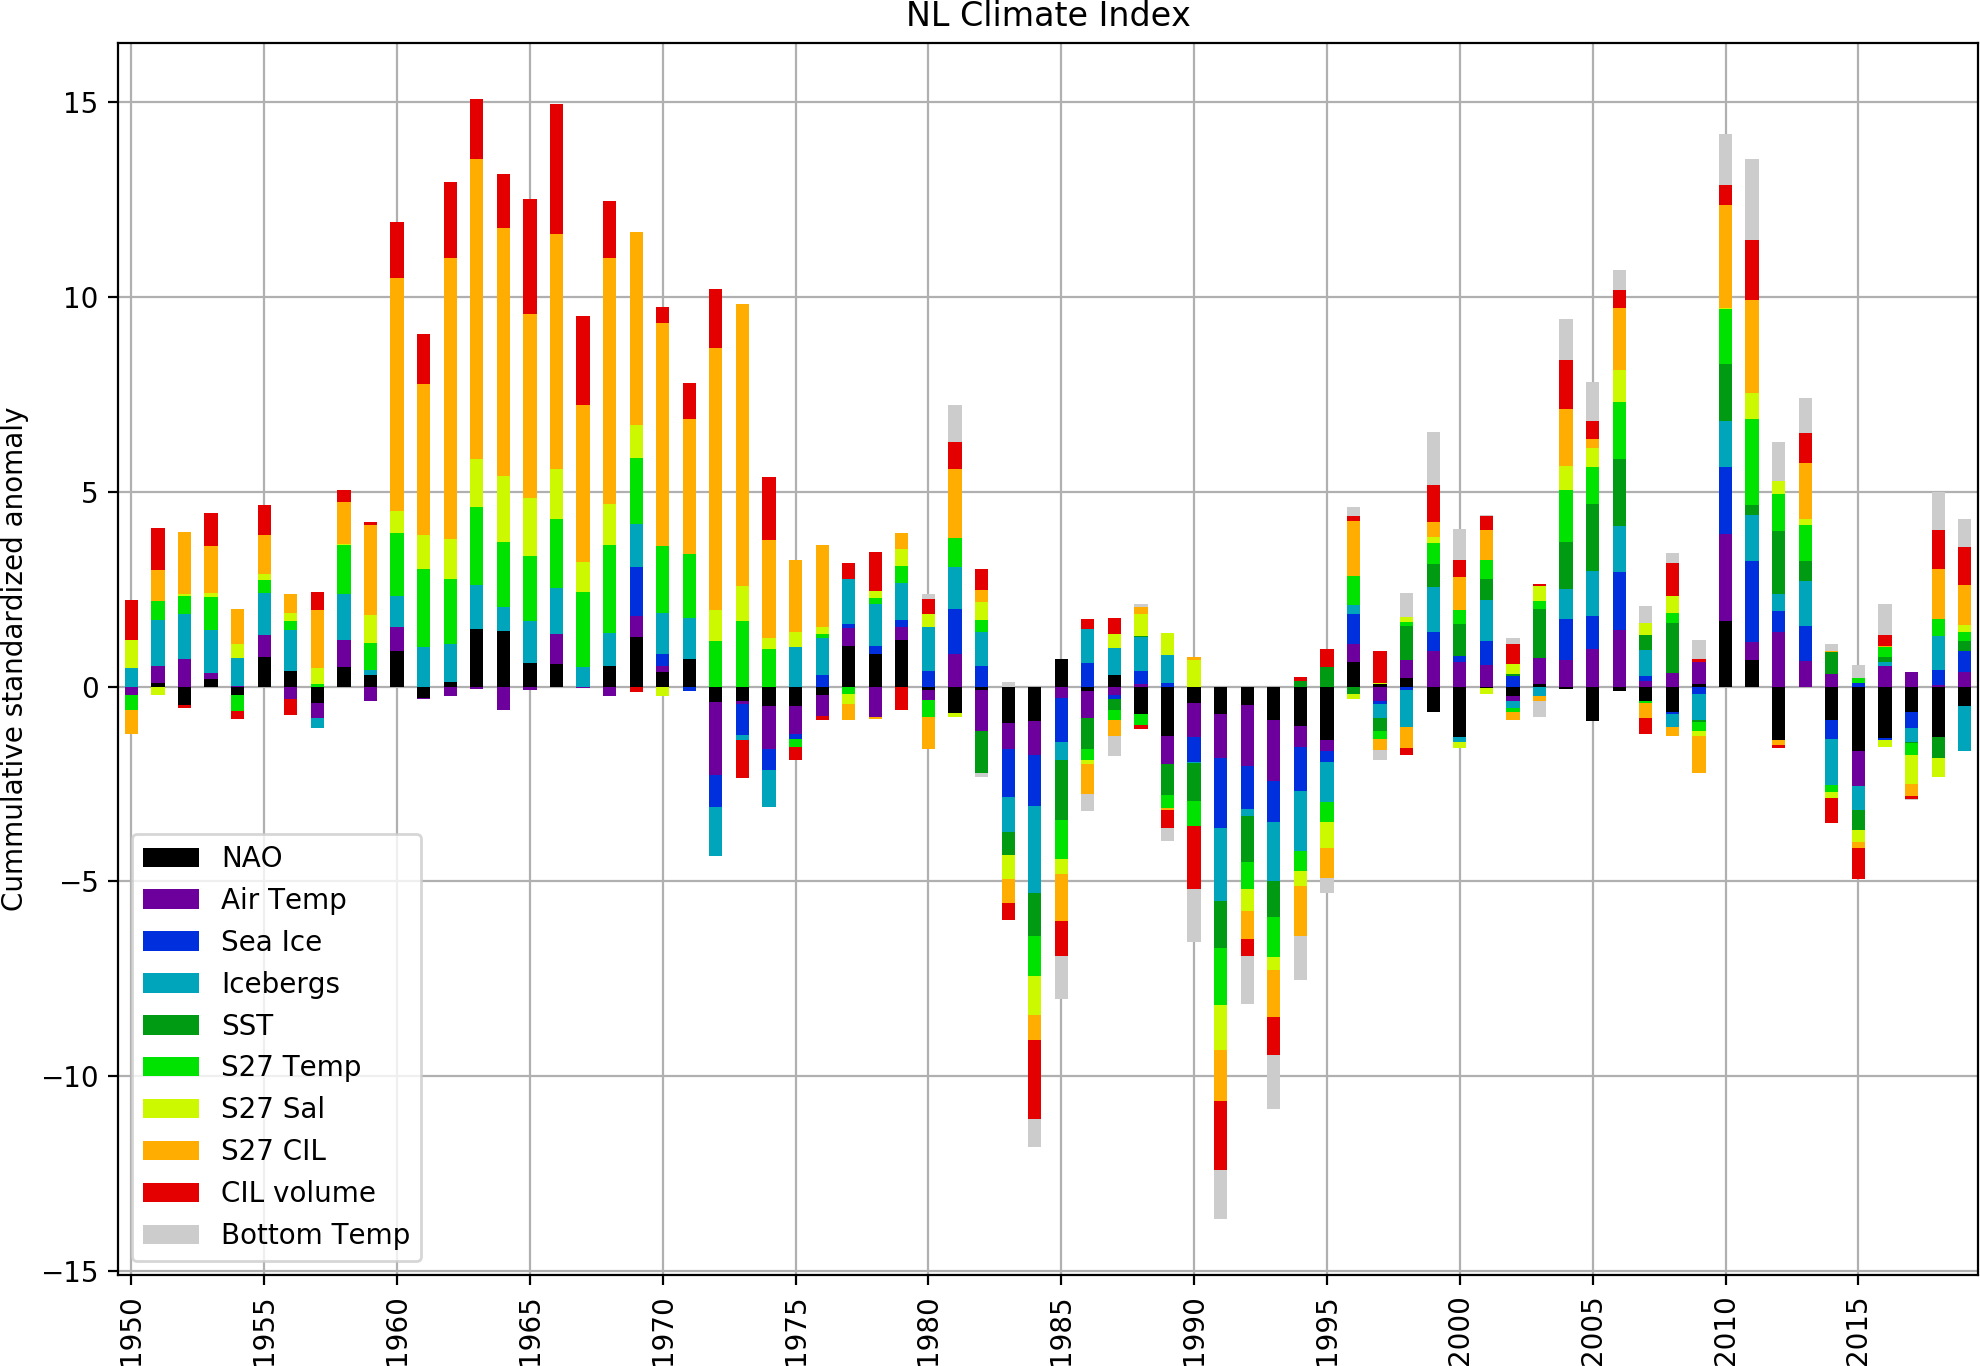 NL Climate Index
Cummulative standardized anomaly
15
10
5
0
−5
−10
−15
NAO
Air Temp
Sea Ice
Icebergs
SST
S27 Temp
S27 Sal
S27 CIL
CIL volume
Bottom Temp
1950
1955
1960
1965
1970
1975
1980
1985
1990
1995
2000
2005
2010
2015